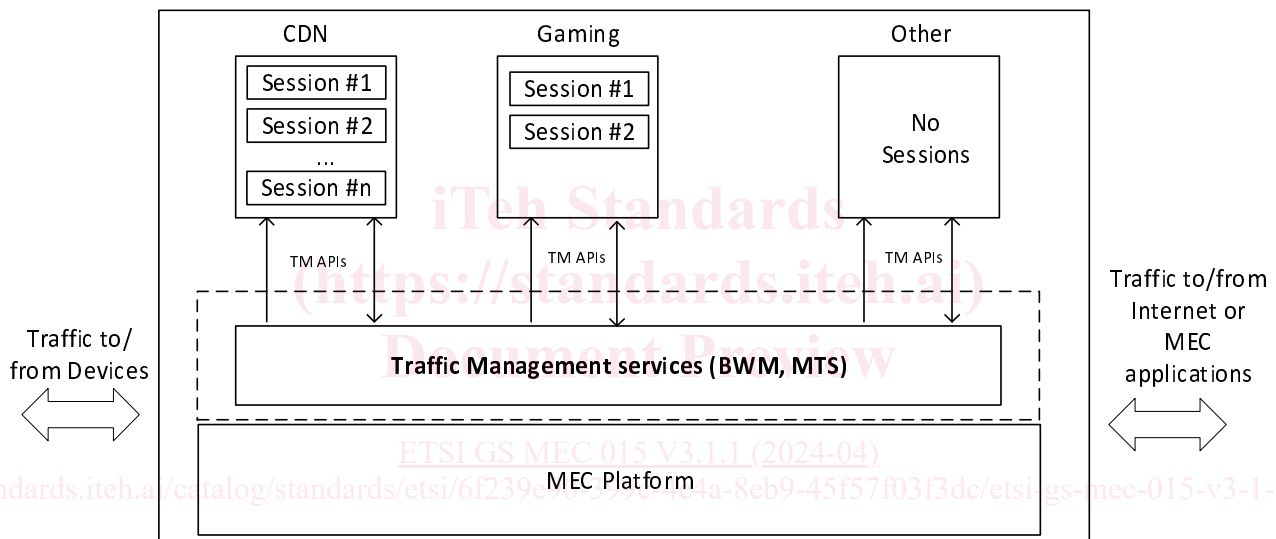 CDN
Gaming
Other
Session #1
Session #2
...
Session #n
Session #1
Session #2
No
Sessions
TM APIs
TM APIs
TM APIs
iTeh Standards
(https://standards.iteh.ai)
Document Preview
Traffic to/
from Devices
Traffic Management services (BWM, MTS)
Traffic to/from
Internet or
MEC
applications
ETSI GS MEC 015 V3.1.1 (2024-04)
MEC Platform
ndards.iteh.ai/catalog/standards/etsi/6f239e90-399c-4c4a-8eb9-45f57f03f3dc/etsi-gs-mec-015-v3-1-